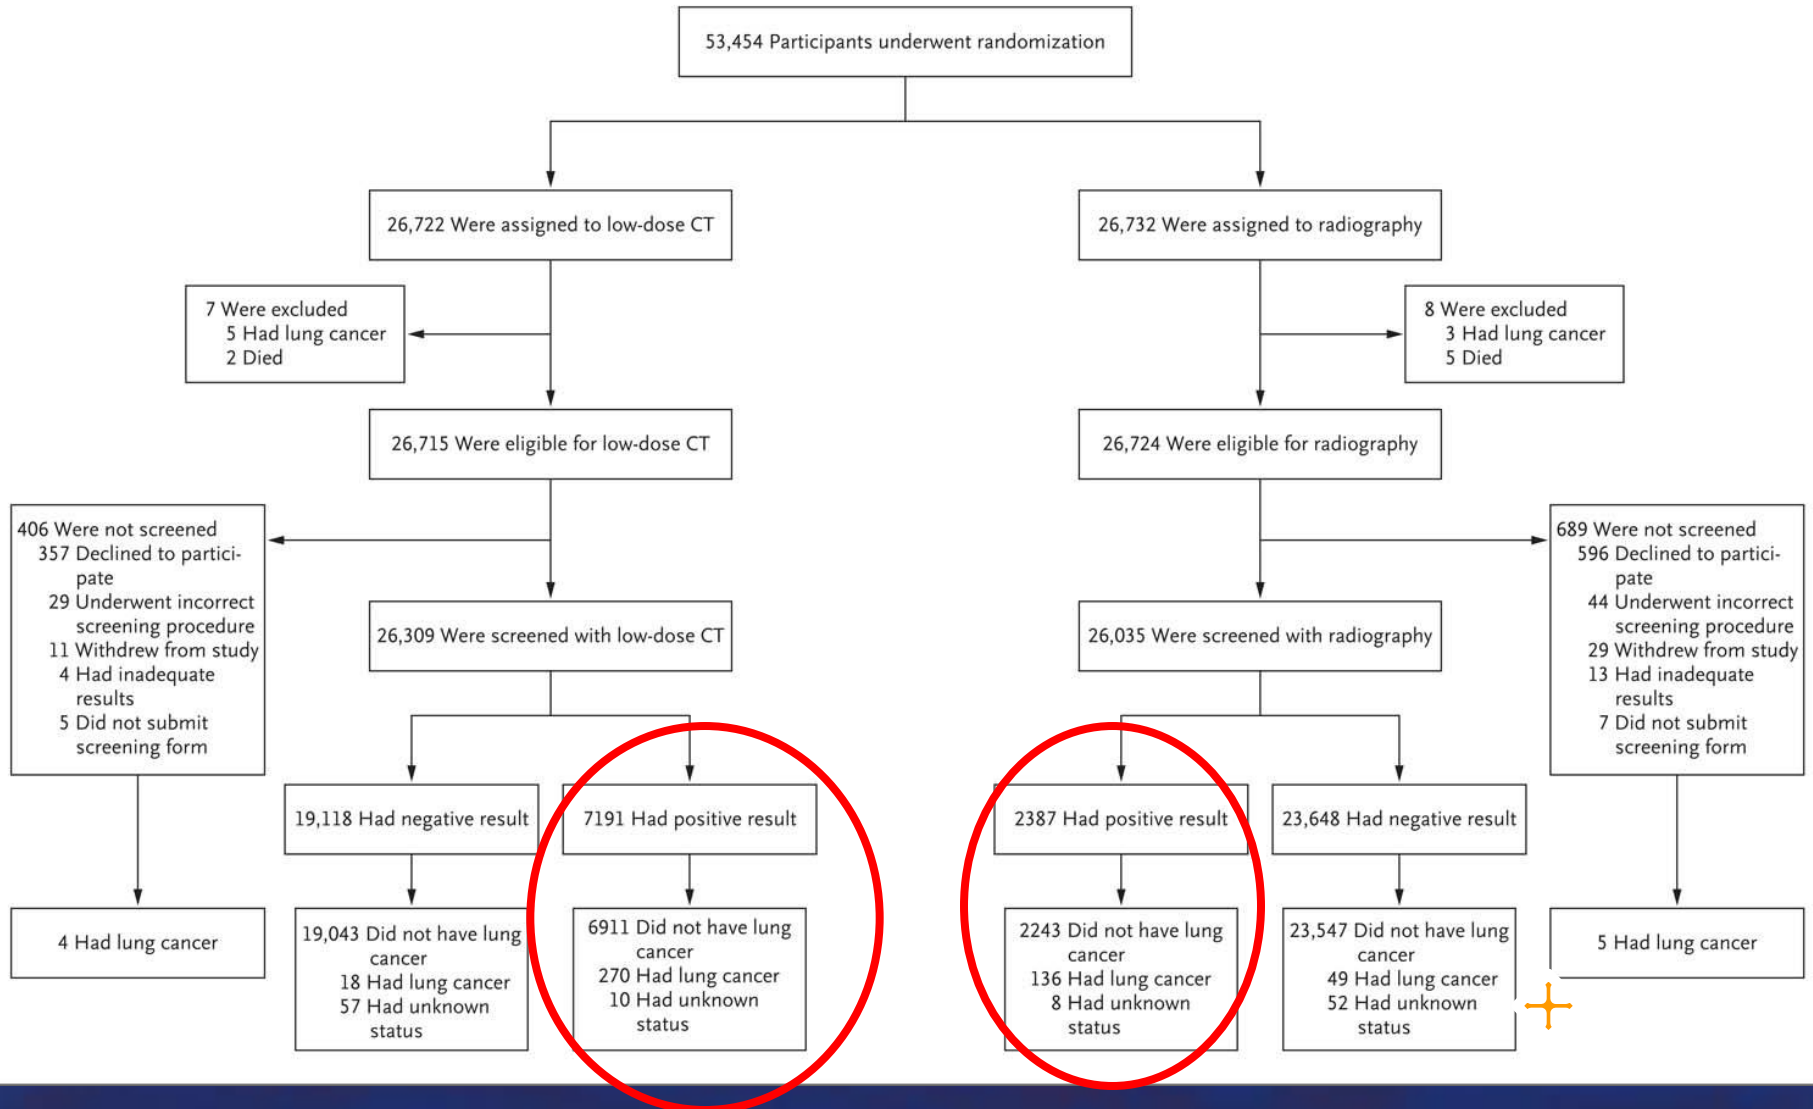 53,454 Participants underwent randomization
26,722 Were assigned to low-dose CT
26,732 Were assigned to radiography
7 Were excluded
5 Had lung cancer
2 Died
8 Were excluded
3 Had lung cancer
5 Died
26,715 Were eligible for low-dose CT
26,724 Were eligible for radiography
406 Were not screened
357 Declined to partici-
pate
29 Underwent incorrect
screening procedure
11 Withdrew from study
4 Had inadequate
results
5 Did not submit
screening form
26,309 Were screened with low-dose CT
26,035 Were screened with radiography
689 Were not screened
596 Declined to partici-
pate
44 Underwent incorrect
screening procedure
29 Withdrew from study
13 Had inadequate
results
7 Did not submit
screening form
19,118 Had negative result
7191 Had positive result
2387 Had positive result
23,648 Had negative result
4 Had lung cancer
19,043 Did not have lung
cancer
18 Had lung cancer
57 Had unknown
status
6911 Did not have lung
cancer
270 Had lung cancer
10 Had unknown
status
2243 Did not have lung
cancer
136 Had lung cancer
8 Had unknown
status
23,547 Did not have lung
cancer
49 Had lung cancer
52 Had unknown
status
5 Had lung cancer